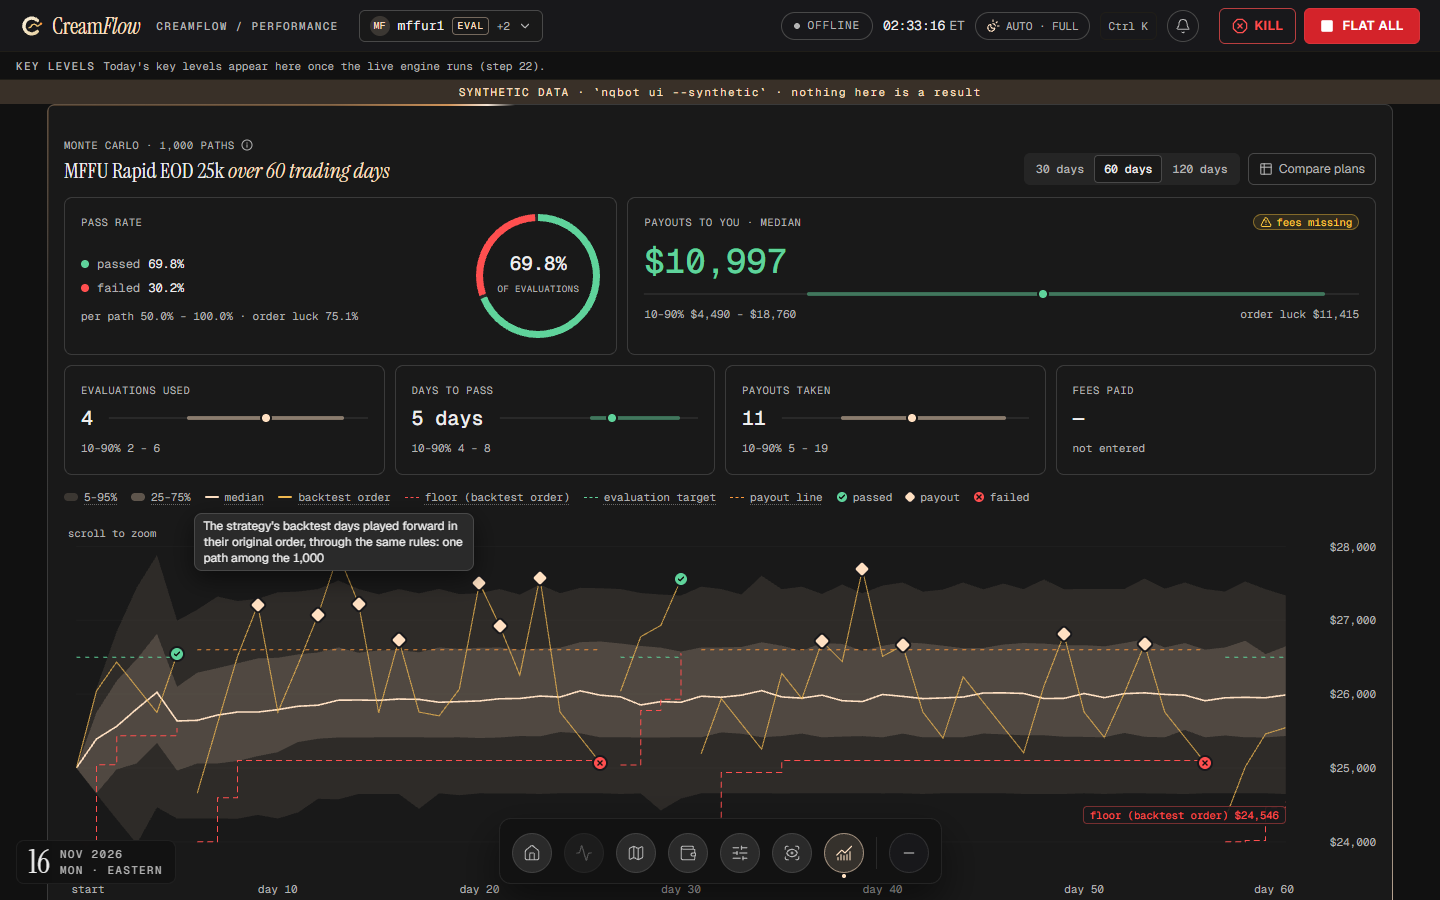 CreamFlow CREAMFLOW / PERFORMANCE MF mffur1 EVAL +2 OFFLINE 02:33:16 ET AUTO · FULL Ctrl K KILL FLAT ALL
KEY LEVELS Today's key levels appear here once the live engine runs (step 22).
SYNTHETIC DATA · `nqbot ui --synthetic` · nothing here is a result
MONTE CARLO · 1,000 PATHS
MFFU Rapid EOD 25k over 60 trading days
30 days 60 days 120 days Compare plans
PASS RATE
passed 69.8%
failed 30.2%
per path 50.0% – 100.0% · order luck 75.1%
69.8%
OF EVALUATIONS
PAYOUTS TO YOU · MEDIAN
fees missing
$10,997
10–90% $4,490 – $18,760
order luck $11,415
EVALUATIONS USED
4
10–90% 2 – 6
DAYS TO PASS
5 days
10–90% 4 – 8
PAYOUTS TAKEN
11
10–90% 5 – 19
FEES PAID
—
not entered
5–95% 25–75% median backtest order floor (backtest order) evaluation target payout line passed payout failed
The strategy's backtest days played forward in
their original order, through the same rules: one
path among the 1,000
scroll to zoom
$28,000
$27,000
$26,000
$25,000
floor (backtest order) $24,546
$24,000
16 NOV 2026
MON · EASTERN
start day 10 day 20 day 30 day 40 day 50 day 60